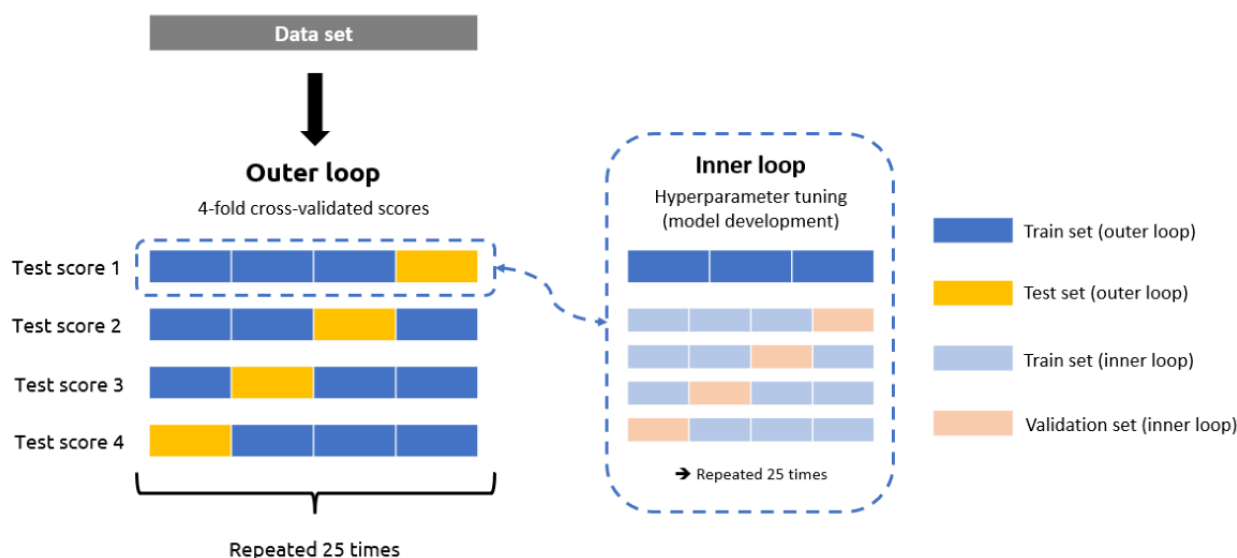 Data set
Outer loop
4-fold cross-validated scores
Test score 1
Test score 2
Test score 3
Test score 4
Repeated 25 times
Inner loop
Hyperparameter tuning
(model development)
➔ Repeated 25 times
Train set (outer loop)
Test set (outer loop)
Train set (inner loop)
Validation set (inner loop)